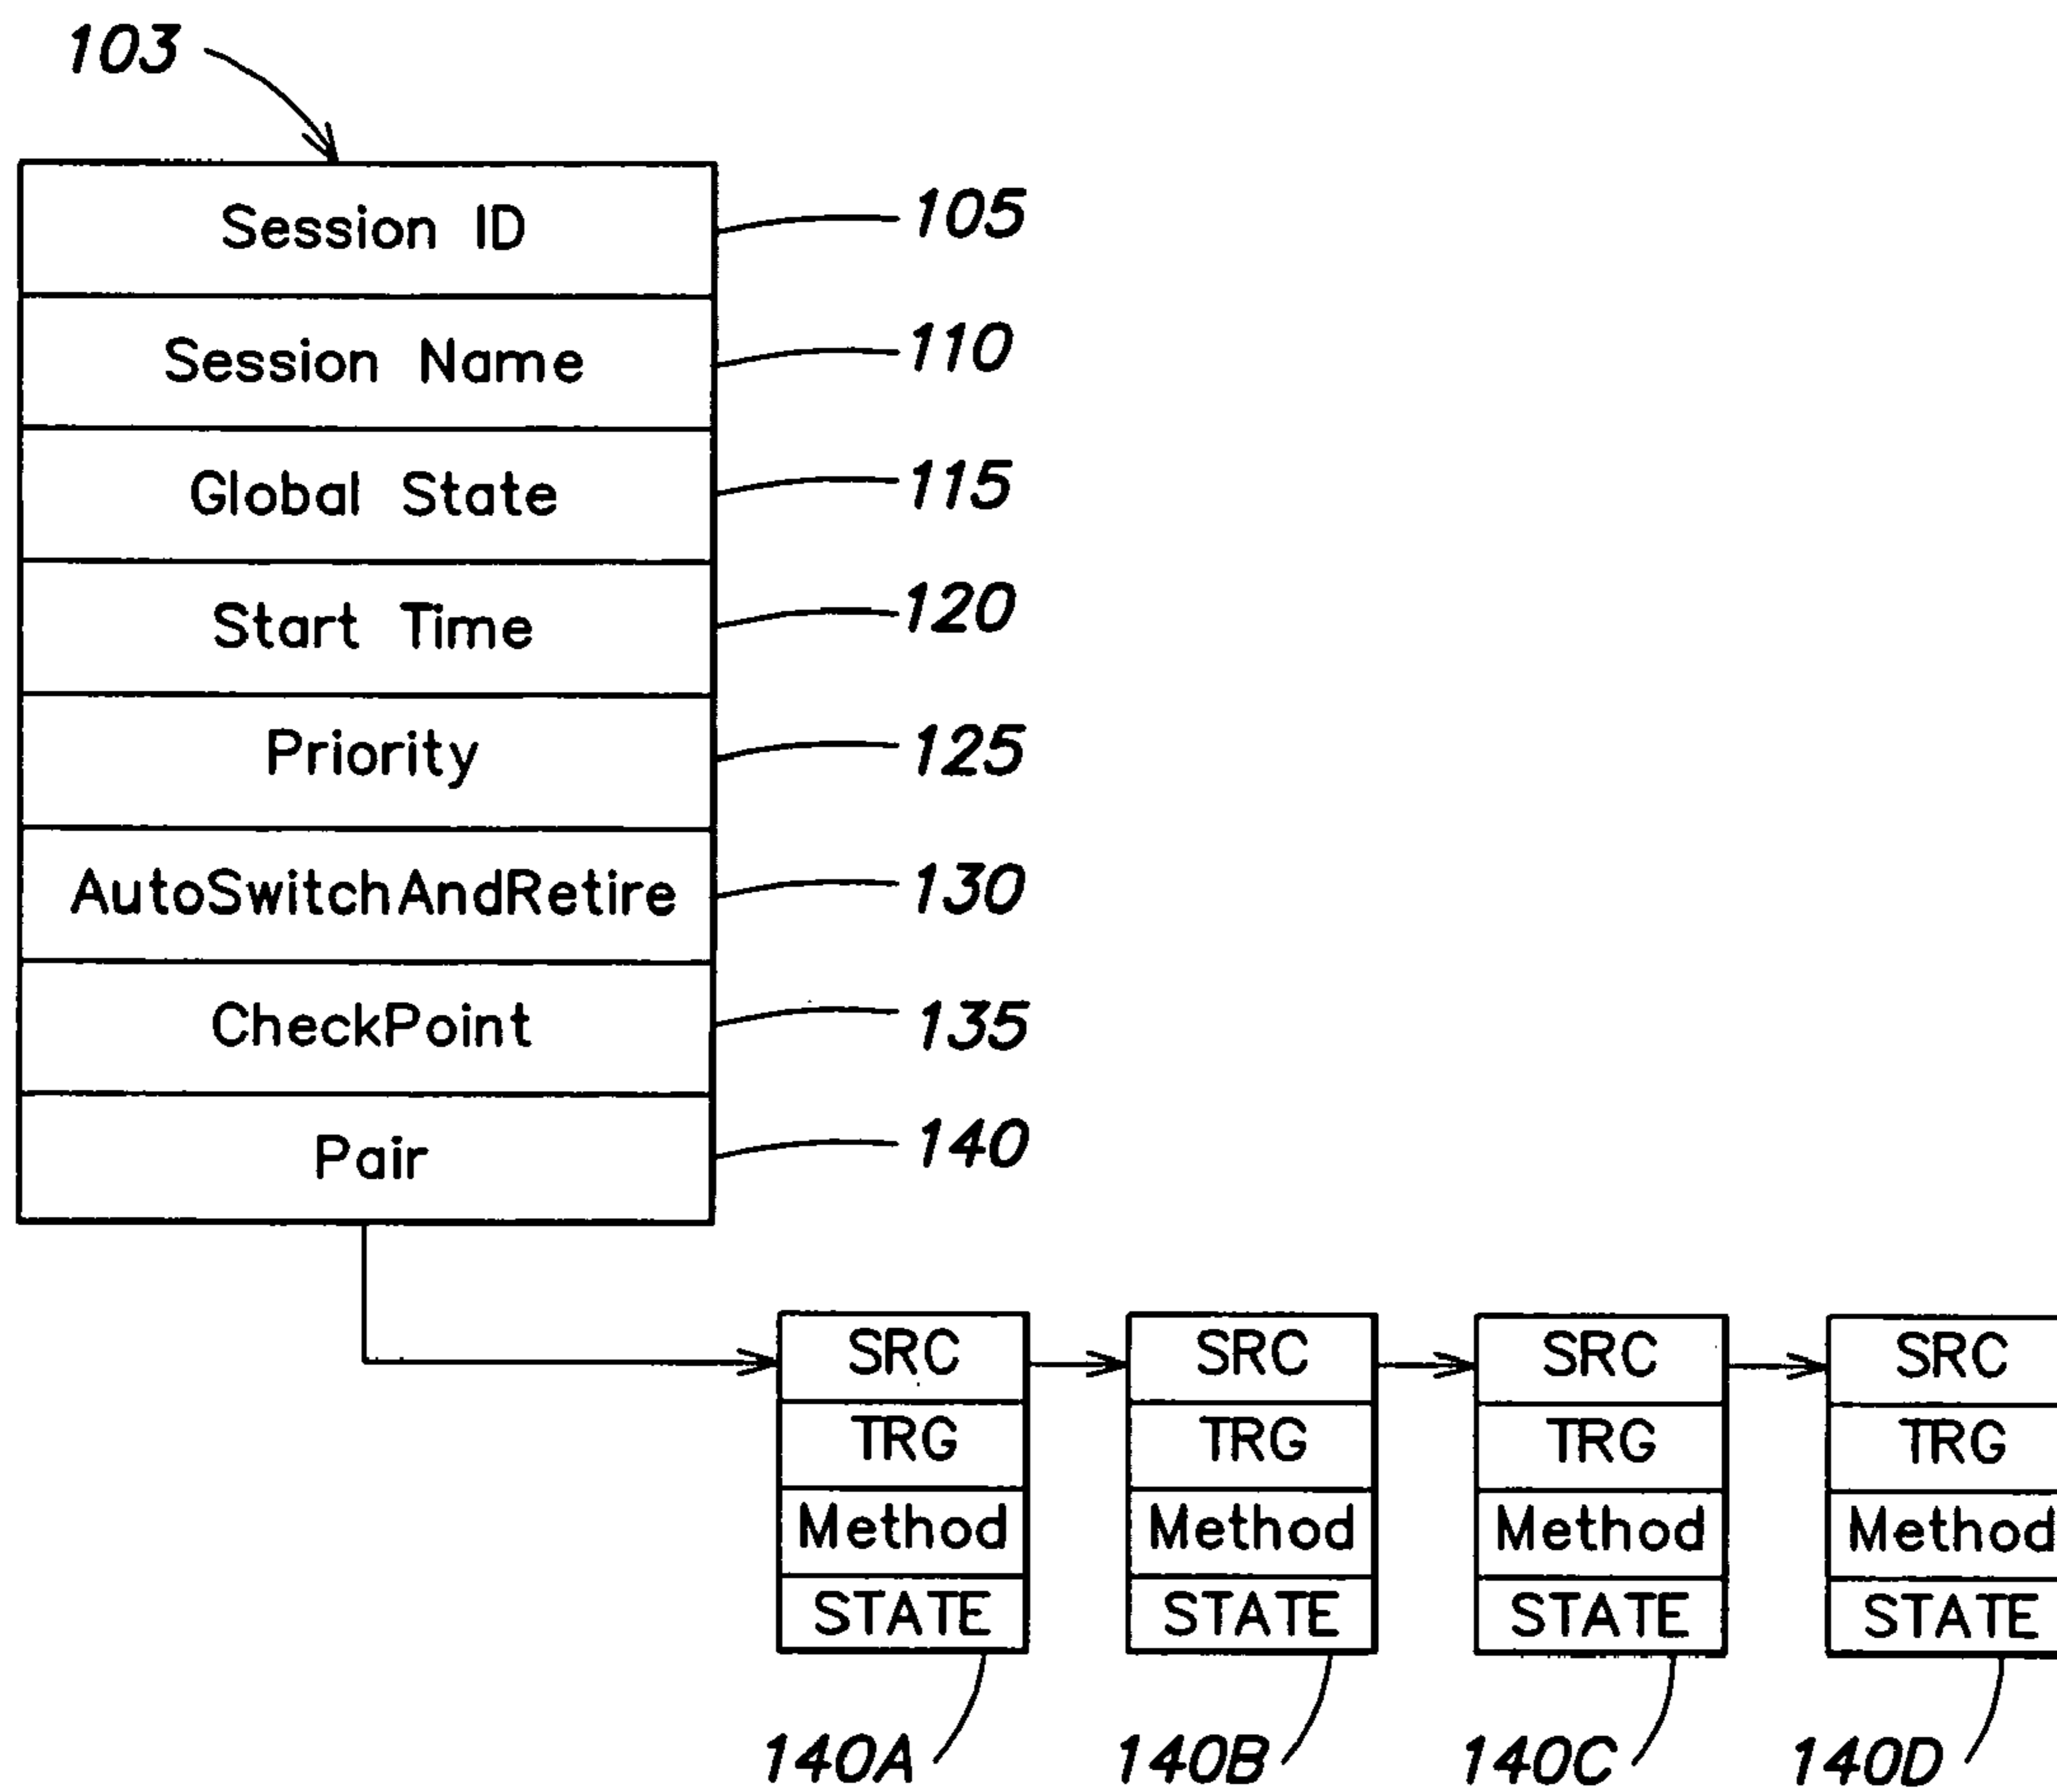 103
Session ID 105
Session Name 110
Global State 115
Start Time 120
Priority 125
AutoSwitchAndRetire 130
CheckPoint 135
Pair 140
SRC SRC SRC SRC
TRG TRG TRG TRG
Method Method Method Method
STATE STATE STATE STATE
140A 140B 140C 140D